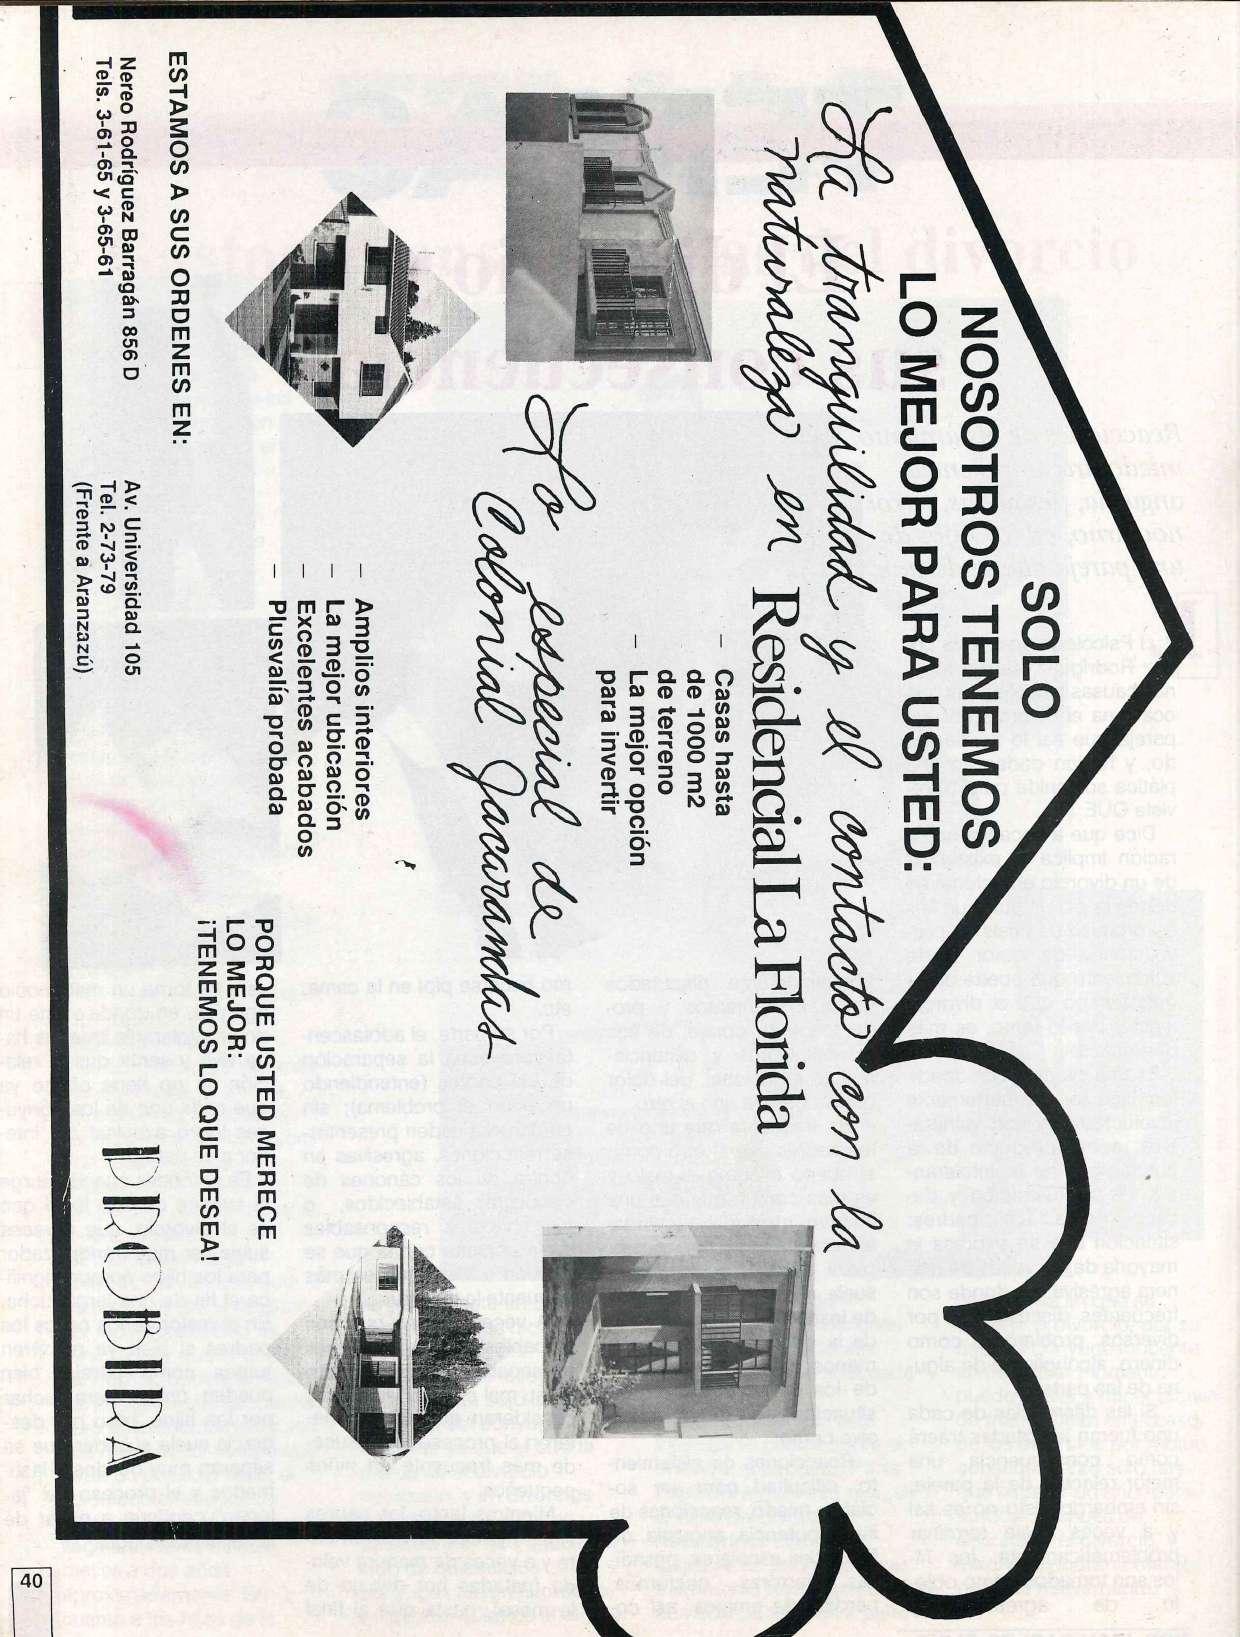 SOLO
NOSOTROS TENEMOS
LO MEJOR PARA USTED:
La tranquilidad y el contacto con la
naturaleza en Residencial La Florida
– Casas hasta
de 1000 m2
de terreno
– La mejor opción
para invertir
Lo especial de
Colonial Jacarandas
– Amplios interiores
– La mejor ubicación
– Excelentes acabados
– Plusvalía probada
PORQUE USTED MERECE
LO MEJOR:
¡TENEMOS LO QUE DESEA!
ESTAMOS A SUS ORDENES EN:
Nereo Rodríguez Barragán 856 D
Tels. 3-61-65 y 3-65-61
Av. Universidad 105
Tel. 2-73-79
(Frente a Aranzazú)
PROBIRA
40